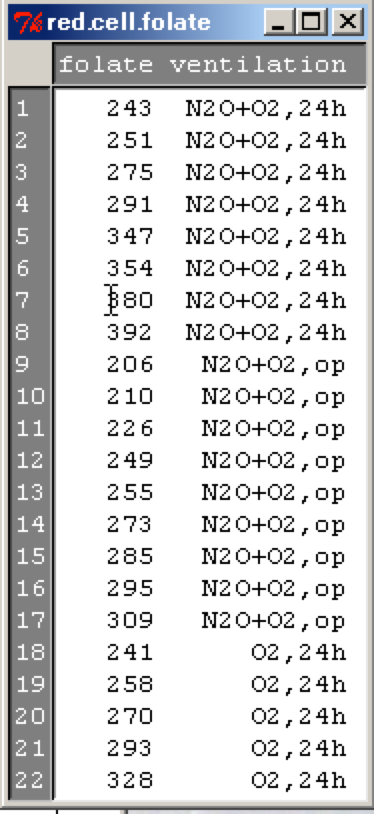 red.cell.folate
folate ventilation
1 243 N2O+O2,24h
2 251 N2O+O2,24h
3 275 N2O+O2,24h
4 291 N2O+O2,24h
5 347 N2O+O2,24h
6 354 N2O+O2,24h
7 380 N2O+O2,24h
8 392 N2O+O2,24h
9 206 N2O+O2,op
10 210 N2O+O2,op
11 226 N2O+O2,op
12 249 N2O+O2,op
13 255 N2O+O2,op
14 273 N2O+O2,op
15 285 N2O+O2,op
16 295 N2O+O2,op
17 309 N2O+O2,op
18 241 O2,24h
19 258 O2,24h
20 270 O2,24h
21 293 O2,24h
22 328 O2,24h